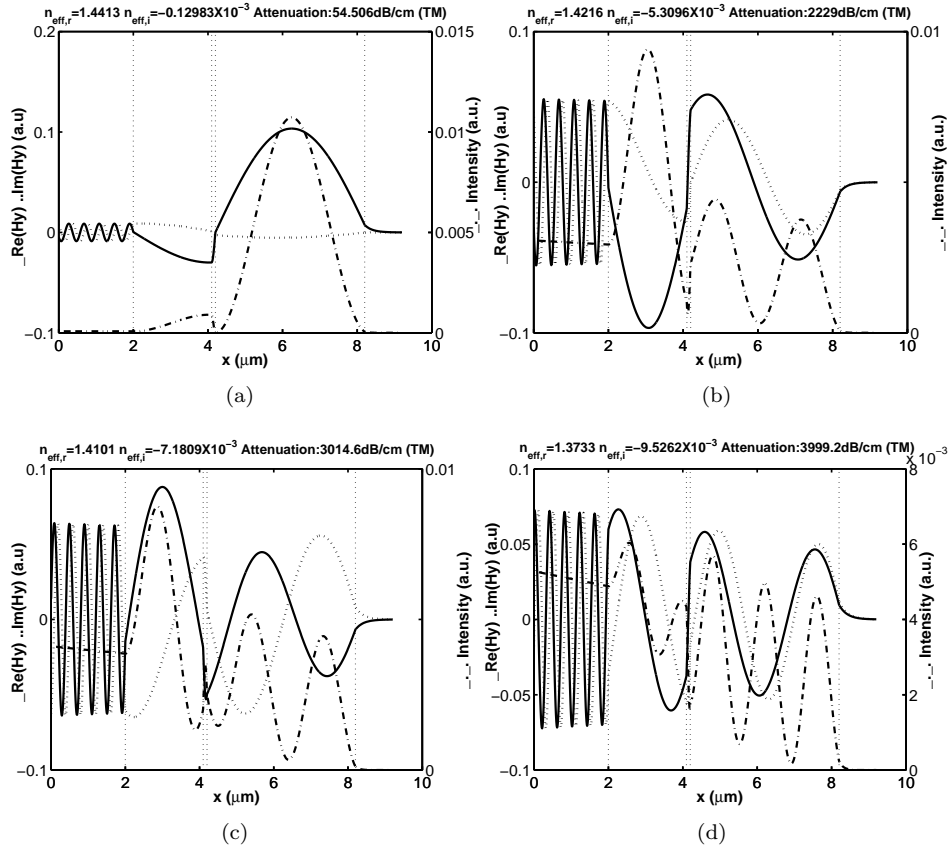 n_eff,r=1.4413 n_eff,i=−0.12983X10^−3 Attenuation:54.506dB/cm (TM)
0.2
0.1
0
−0.1
0.015
0.01
0.005
0
_Re(Hy) ..Im(Hy) (a.u
_._. Intensity (a.u.)
0 2 4 6 8 10
x (μm)
(a)
n_eff,r=1.4216 n_eff,i=−5.3096X10^−3 Attenuation:2229dB/cm (TM)
0.1
0
−0.1
0.01
0
_Re(Hy) ..Im(Hy) (a.u)
_._. Intensity (a.u.)
0 2 4 6 8 10
x (μm)
(b)
n_eff,r=1.4101 n_eff,i=−7.1809X10^−3 Attenuation:3014.6dB/cm (TM)
0.1
0
−0.1
0.01
0
_Re(Hy) ..Im(Hy) (a.u)
_._. Intensity (a.u.)
0 2 4 6 8 10
x (μm)
(c)
n_eff,r=1.3733 n_eff,i=−9.5262X10^−3 Attenuation:3999.2dB/cm (TM)
x 10^−3
0.1
0.05
0
−0.05
−0.1
8
6
4
2
0
_Re(Hy) ..Im(Hy) (a.u)
_._. Intensity (a.u.)
0 2 4 6 8 10
x (μm)
(d)